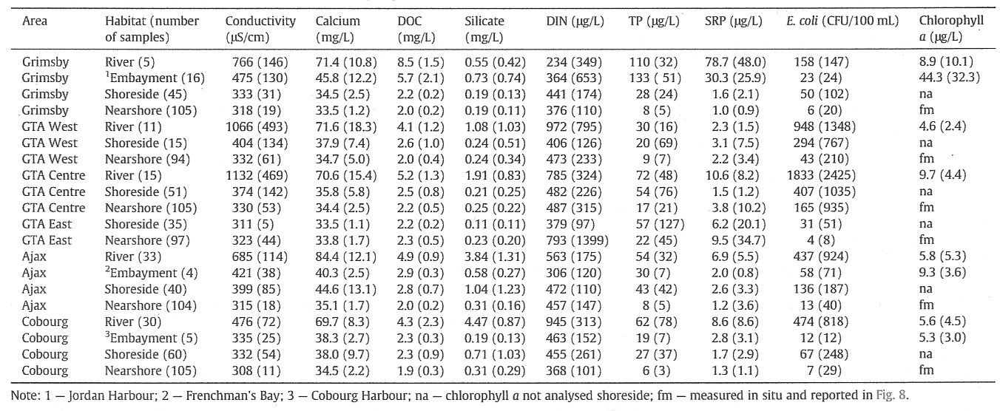 Area Habitat (number of samples) Conductivity (µS/cm) Calcium (mg/L) DOC (mg/L) Silicate (mg/L) DIN (µg/L) TP (µg/L) SRP (µg/L) E. coli (CFU/100 mL) Chlorophyll a (µg/L)
Grimsby River (5) 766 (146) 71.4 (10.8) 8.5 (1.5) 0.55 (0.42) 234 (349) 110 (32) 78.7 (48.0) 158 (147) 8.9 (10.1)
Grimsby ¹Embayment (16) 475 (130) 45.8 (12.2) 5.7 (2.1) 0.73 (0.74) 364 (653) 133 ( 51) 30.3 (25.9) 23 (24) 44.3 (32.3)
Grimsby Shoreside (45) 333 (31) 34.5 (2.5) 2.2 (0.2) 0.19 (0.13) 441 (174) 28 (24) 1.6 (2.1) 50 (102) na
Grimsby Nearshore (105) 318 (19) 33.5 (1.2) 2.0 (0.2) 0.19 (0.11) 376 (110) 8 (5) 1.0 (0.9) 6 (20) fm
GTA West River (11) 1066 (493) 71.6 (18.3) 4.1 (1.2) 1.08 (1.03) 972 (795) 30 (16) 2.3 (1.5) 948 (1348) 4.6 (2.4)
GTA West Shoreside (15) 404 (134) 37.9 (7.4) 2.6 (1.0) 0.24 (0.51) 406 (126) 20 (69) 3.1 (7.5) 294 (767) na
GTA West Nearshore (94) 332 (61) 34.7 (5.0) 2.0 (0.4) 0.24 (0.34) 473 (233) 9 (7) 2.2 (3.4) 43 (210) fm
GTA Centre River (15) 1132 (469) 70.6 (15.4) 5.2 (1.3) 1.91 (0.83) 785 (324) 72 (48) 10.6 (8.2) 1833 (2425) 9.7 (4.4)
GTA Centre Shoreside (51) 374 (142) 35.8 (5.8) 2.5 (0.8) 0.21 (0.25) 482 (226) 54 (76) 1.5 (1.2) 407 (1035) na
GTA Centre Nearshore (105) 330 (53) 34.4 (2.5) 2.2 (0.5) 0.25 (0.22) 487 (315) 17 (21) 3.8 (10.2) 165 (935) fm
GTA East Shoreside (35) 311 (5) 33.5 (1.1) 2.2 (0.2) 0.11 (0.11) 379 (97) 57 (127) 6.2 (20.1) 31 (51) na
GTA East Nearshore (97) 323 (44) 33.8 (1.7) 2.3 (0.5) 0.23 (0.20) 793 (1399) 22 (45) 9.5 (34.7) 4 (8) fm
Ajax River (33) 685 (114) 84.4 (12.1) 4.9 (0.9) 3.84 (1.31) 563 (175) 54 (32) 6.9 (5.5) 437 (924) 5.8 (5.3)
Ajax ²Embayment (4) 421 (38) 40.3 (2.5) 2.9 (0.3) 0.58 (0.27) 306 (120) 30 (7) 2.0 (0.8) 58 (71) 9.3 (3.6)
Ajax Shoreside (40) 399 (85) 44.6 (13.1) 2.8 (0.7) 1.04 (1.23) 472 (110) 43 (42) 2.6 (3.3) 136 (187) na
Ajax Nearshore (104) 315 (18) 35.1 (1.7) 2.0 (0.2) 0.31 (0.16) 457 (147) 8 (5) 1.2 (3.6) 13 (40) fm
Cobourg River (30) 476 (72) 69.7 (8.3) 4.3 (2.3) 4.47 (0.87) 945 (313) 62 (78) 8.6 (8.6) 474 (818) 5.6 (4.5)
Cobourg ³Embayment (5) 335 (25) 38.3 (2.7) 2.3 (0.3) 0.19 (0.13) 463 (152) 19 (7) 2.8 (3.1) 12 (12) 5.3 (3.0)
Cobourg Shoreside (60) 332 (54) 38.0 (9.7) 2.3 (0.9) 0.71 (1.03) 455 (261) 27 (37) 1.7 (2.9) 67 (248) na
Cobourg Nearshore (105) 308 (11) 34.5 (2.2) 1.9 (0.3) 0.31 (0.29) 368 (101) 6 (3) 1.3 (1.1) 7 (29) fm
Note: 1 — Jordan Harbour; 2 — Frenchman's Bay; 3 — Cobourg Harbour; na — chlorophyll a not analysed shoreside; fm — measured in situ and reported in Fig. 8.